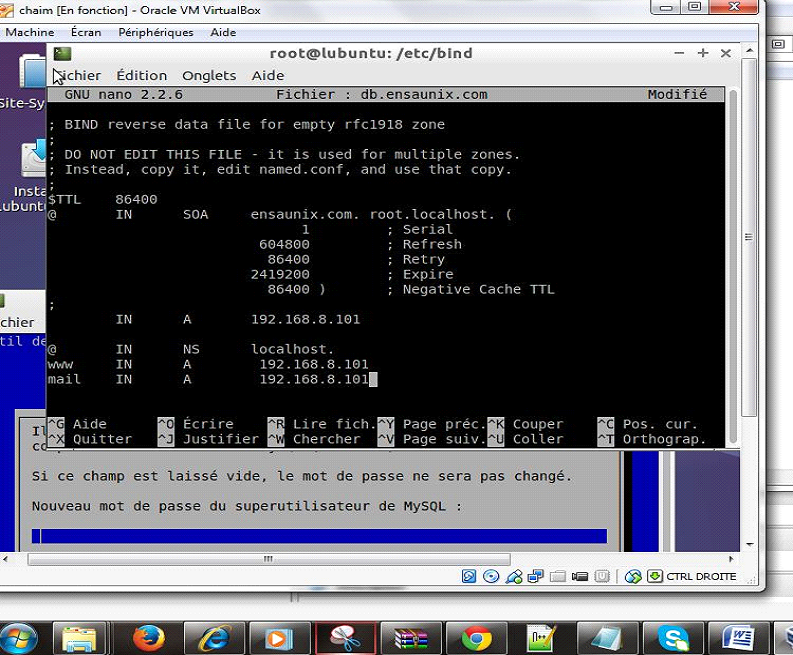 chaim [En fonction] - Oracle VM VirtualBox
Machine Écran Périphériques Aide
root@lubuntu: /etc/bind
Fichier Édition Onglets Aide
GNU nano 2.2.6 Fichier : db.ensaunix.com Modifié
; BIND reverse data file for empty rfc1918 zone
;
; DO NOT EDIT THIS FILE - it is used for multiple zones.
; Instead, copy it, edit named.conf, and use that copy.
;
$TTL 86400
@ IN SOA ensaunix.com. root.localhost. (
1 ; Serial
604800 ; Refresh
86400 ; Retry
2419200 ; Expire
86400 ) ; Negative Cache TTL
;
IN A 192.168.8.101
@ IN NS localhost.
www IN A 192.168.8.101
mail IN A 192.168.8.101
^G Aide ^O Écrire ^R Lire fich. ^Y Page préc. ^K Couper ^C Pos. cur.
^X Quitter ^J Justifier ^W Chercher ^V Page suiv. ^U Coller ^T Orthograp.
Site-Sy
Insta
ubuntu
chier
til de
Il
Si ce champ est laissé vide, le mot de passe ne sera pas changé.
Nouveau mot de passe du superutilisateur de MySQL :
CTRL DROITE